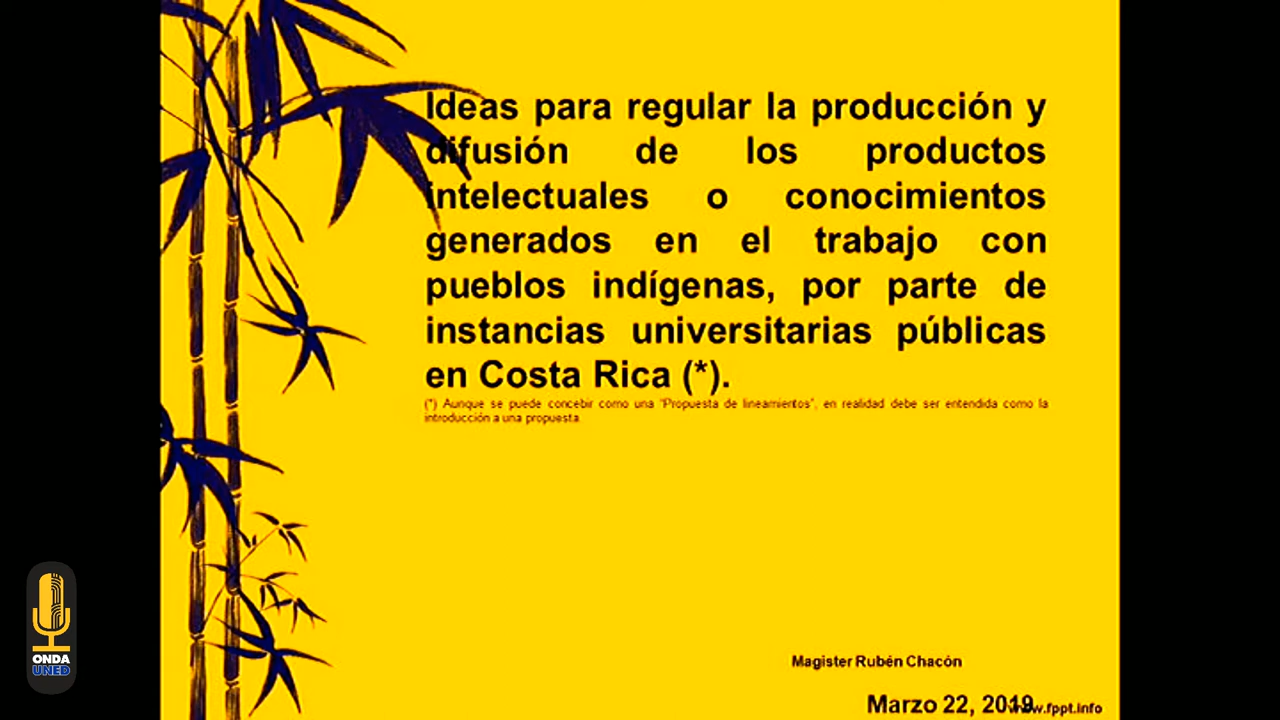 Ideas para regular la producción y
difusión de los productos
intelectuales o conocimientos
generados en el trabajo con
pueblos indígenas, por parte de
instancias universitarias públicas
en Costa Rica (*).
(*) Aunque se puede concebir como una "Propuesta de lineamientos", en realidad debe ser entendida como la
introducción a una propuesta.
Magister Rubén Chacón
Marzo 22, 2019
www.fppt.info
ONDA
UNED